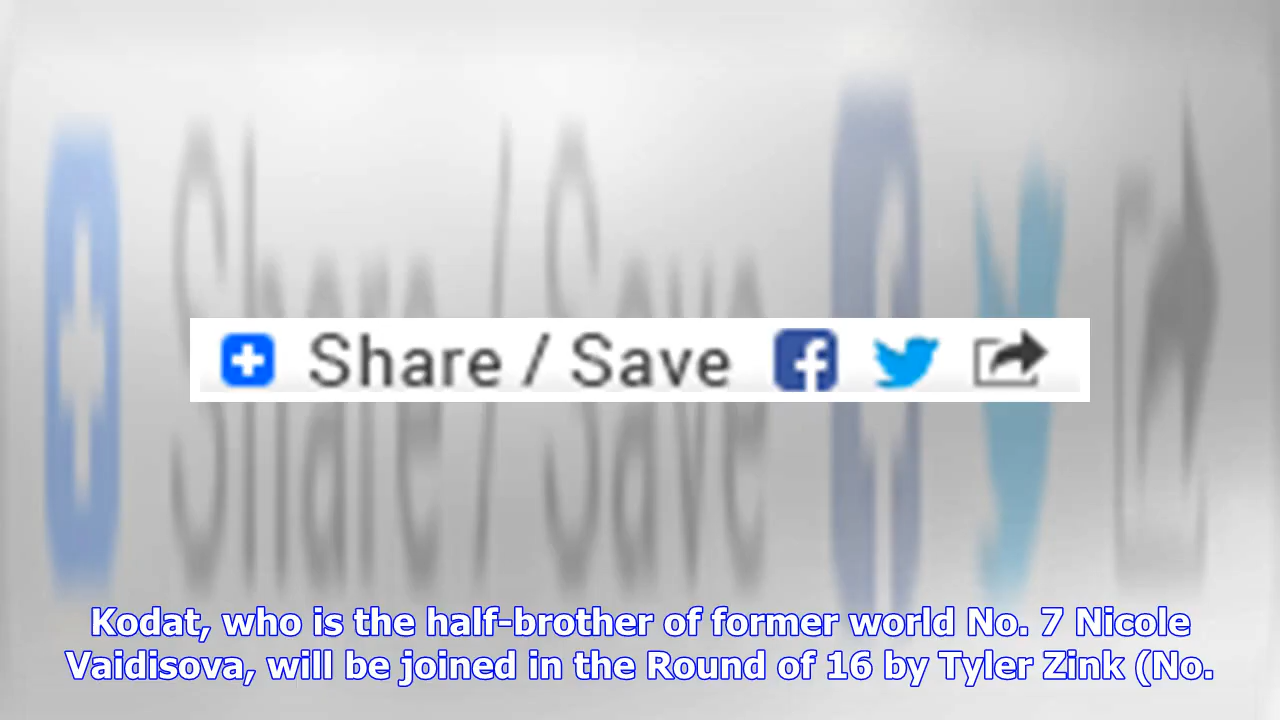 Share / Save
Kodat, who is the half-brother of former world No. 7 Nicole
Vaidisova, will be joined in the Round of 16 by Tyler Zink (No.